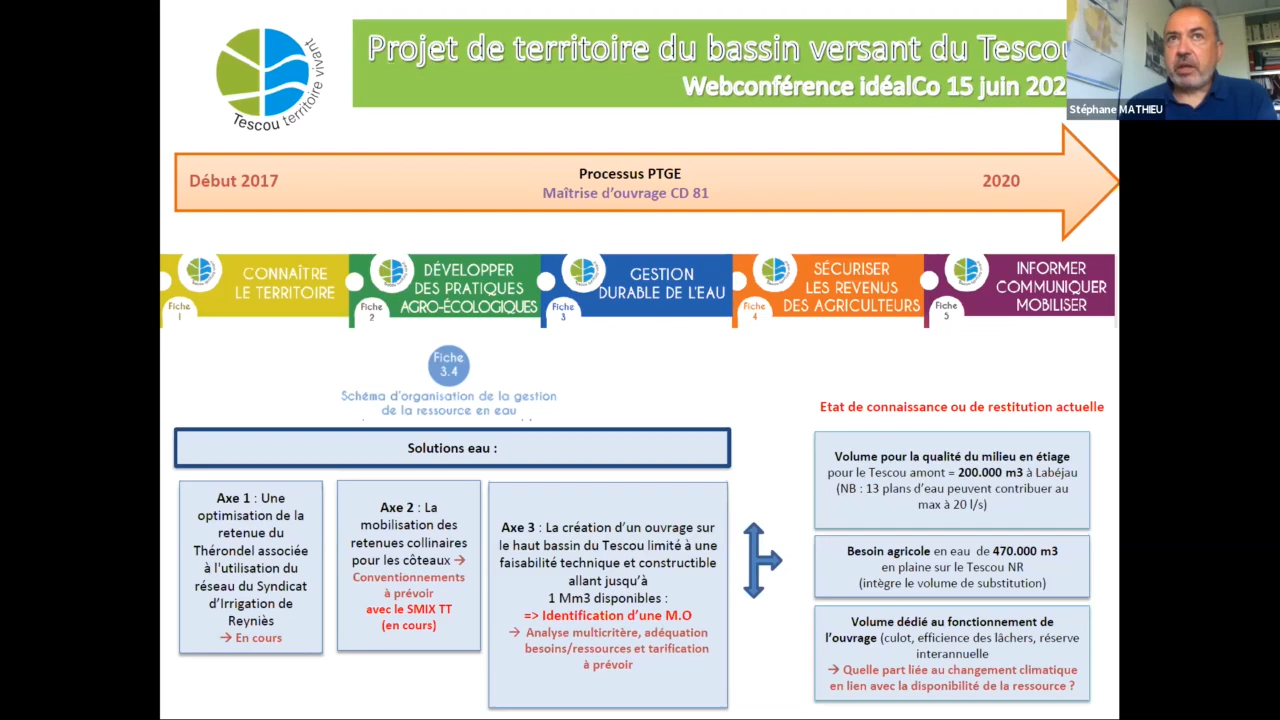 Tescou territoire vivant
Projet de territoire du bassin versant du Tescou
Webconférence idéalCo 15 juin 202
Stéphane MATHIEU
Début 2017
Processus PTGE
Maîtrise d'ouvrage CD 81
2020
Fiche
1
CONNAÎTRE
LE TERRITOIRE
Fiche
2
DÉVELOPPER
DES PRATIQUES
AGRO-ÉCOLOGIQUES
Fiche
3
GESTION
DURABLE DE L'EAU
Fiche
4
SÉCURISER
LES REVENUS
DES AGRICULTEURS
Fiche
5
INFORMER
COMMUNIQUER
MOBILISER
Fiche
3.4
Schéma d'organisation de la gestion
de la ressource en eau
Solutions eau :
Axe 1 : Une
optimisation de la
retenue du
Thérondel associée
à l'utilisation du
réseau du Syndicat
d'Irrigation de
Reyniès
→ En cours
Axe 2 : La
mobilisation des
retenues collinaires
pour les côteaux →
Conventionnements
à prévoir
avec le SMIX TT
(en cours)
Axe 3 : La création d'un ouvrage sur
le haut bassin du Tescou limité à une
faisabilité technique et constructible
allant jusqu'à
1 Mm3 disponibles :
=> Identification d'une M.O
→ Analyse multicritère, adéquation
besoins/ressources et tarification
à prévoir
Etat de connaissance ou de restitution actuelle
Volume pour la qualité du milieu en étiage
pour le Tescou amont = 200.000 m3 à Labéjau
(NB : 13 plans d'eau peuvent contribuer au
max à 20 l/s)
Besoin agricole en eau de 470.000 m3
en plaine sur le Tescou NR
(intègre le volume de substitution)
Volume dédié au fonctionnement de
l'ouvrage (culot, efficience des lâchers, réserve
interannuelle
→ Quelle part liée au changement climatique
en lien avec la disponibilité de la ressource ?